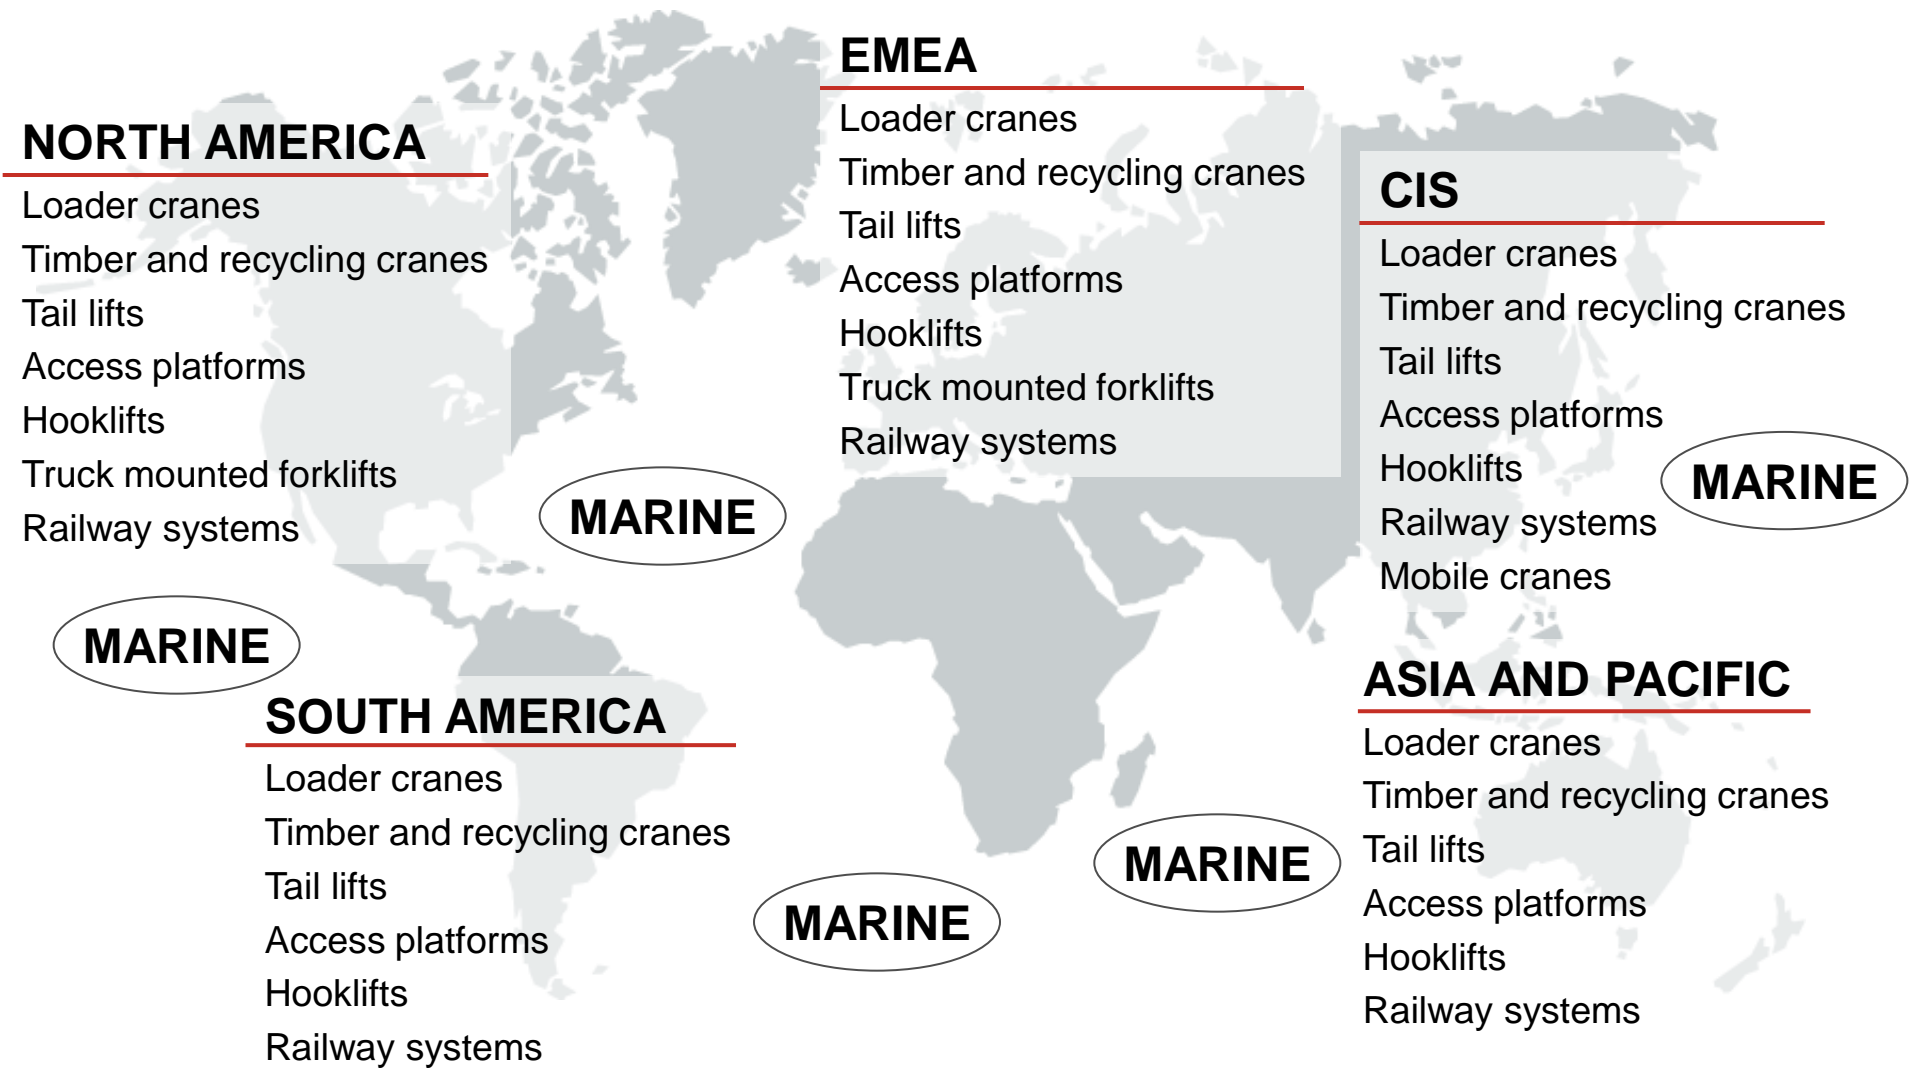 NORTH AMERICA
Loader cranes
Timber and recycling cranes
Tail lifts
Access platforms
Hooklifts
Truck mounted forklifts
Railway systems
EMEA
Loader cranes
Timber and recycling cranes
Tail lifts
Access platforms
Hooklifts
Truck mounted forklifts
Railway systems
CIS
Loader cranes
Timber and recycling cranes
Tail lifts
Access platforms
Hooklifts
Railway systems
Mobile cranes
MARINE
MARINE
MARINE
SOUTH AMERICA
Loader cranes
Timber and recycling cranes
Tail lifts
Access platforms
Hooklifts
Railway systems
MARINE
MARINE
ASIA AND PACIFIC
Loader cranes
Timber and recycling cranes
Tail lifts
Access platforms
Hooklifts
Railway systems